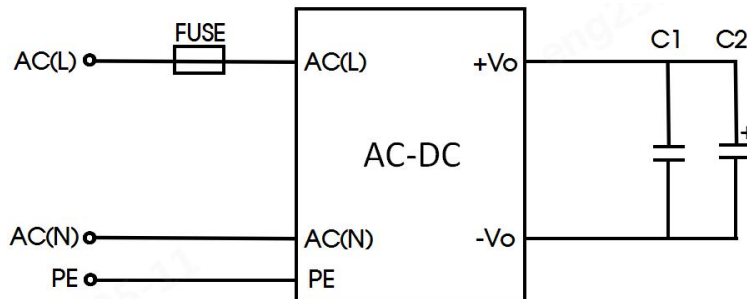 FUSE
C1 C2
AC(L) AC(L) +Vo
+
AC-DC
AC(N) AC(N) -Vo
PE PE